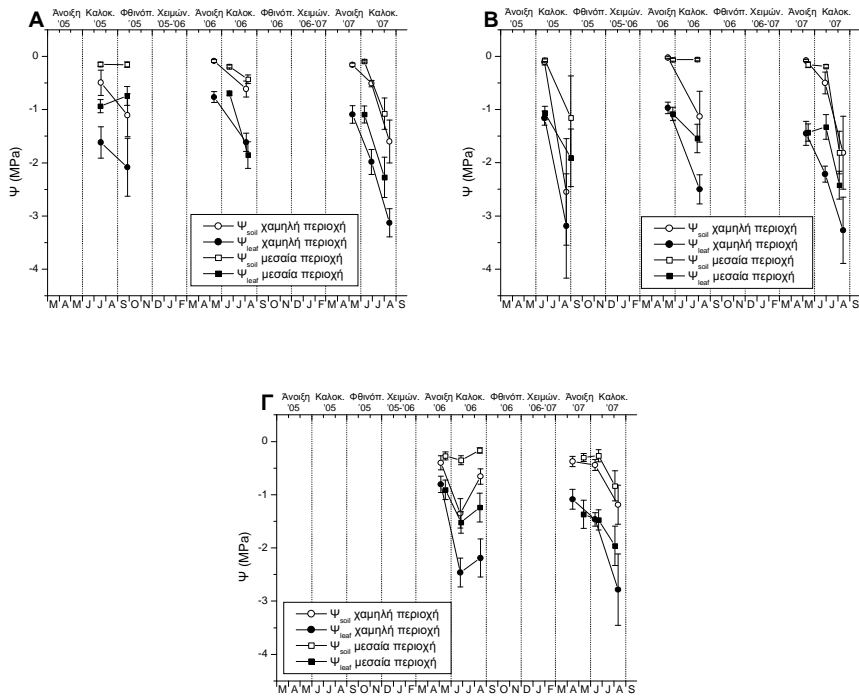 Α
Άνοιξη Καλοκ. Φθινόπ. Χειμών. Άνοιξη Καλοκ. Φθινόπ. Χειμών. Άνοιξη Καλοκ.
'05 '05 '05 '05-'06 '06 '06 '06 '06-'07 '07 '07
0
-1
-2
-3
-4
Ψ (MPa)
Ψsoil χαμηλή περιοχή
Ψleaf χαμηλή περιοχή
Ψsoil μεσαία περιοχή
Ψleaf μεσαία περιοχή
M A M J J A S O N D J F M A M J J A S O N D J F M A M J J A S
Β
Άνοιξη Καλοκ. Φθινόπ. Χειμών. Άνοιξη Καλοκ. Φθινόπ. Χειμών. Άνοιξη Καλοκ.
'05 '05 '05 '05-'06 '06 '06 '06 '06-'07 '07 '07
0
-1
-2
-3
-4
Ψ (MPa)
Ψsoil χαμηλή περιοχή
Ψleaf χαμηλή περιοχή
Ψsoil μεσαία περιοχή
Ψleaf μεσαία περιοχή
M A M J J A S O N D J F M A M J J A S O N D J F M A M J J A S
Γ
Άνοιξη Καλοκ. Φθινόπ. Χειμών. Άνοιξη Καλοκ. Φθινόπ. Χειμών. Άνοιξη Καλοκ.
'05 '05 '05 '05-'06 '06 '06 '06 '06-'07 '07 '07
0
-1
-2
-3
-4
Ψ (MPa)
Ψsoil χαμηλή περιοχή
Ψleaf χαμηλή περιοχή
Ψsoil μεσαία περιοχή
Ψleaf μεσαία περιοχή
M A M J J A S O N D J F M A M J J A S O N D J F M A M J J A S